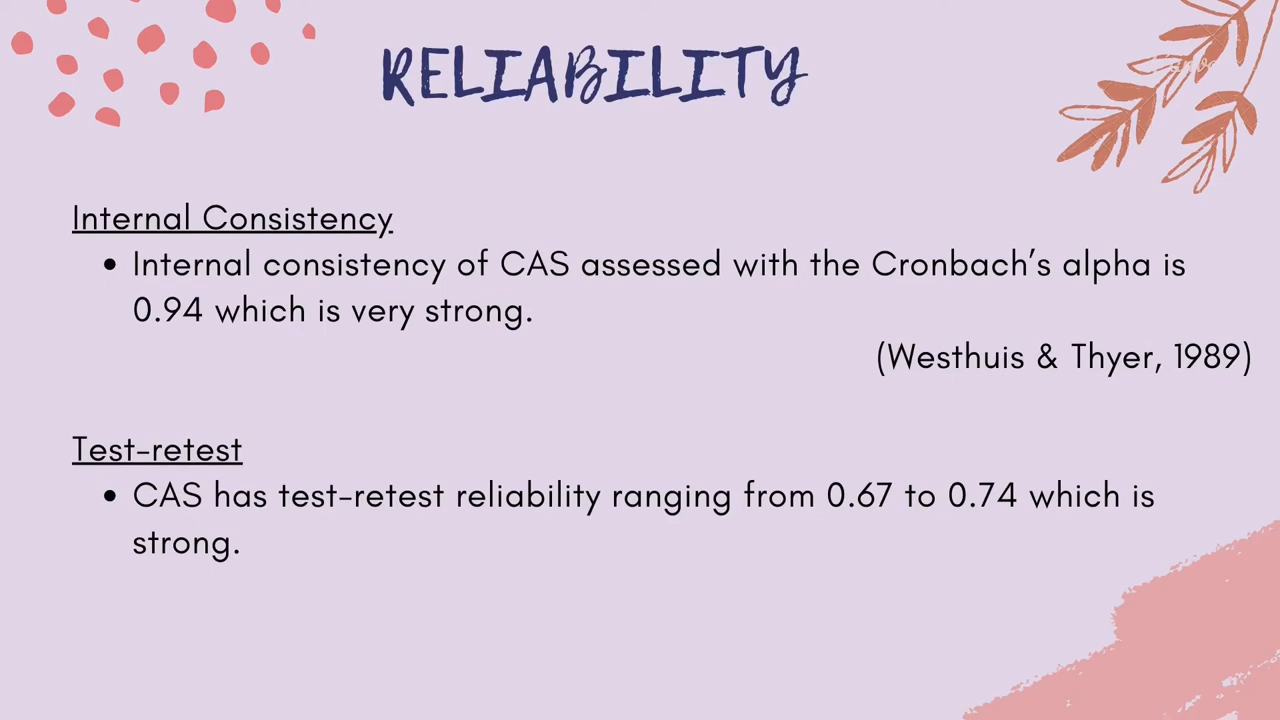 RELIABILITY
Internal Consistency
• Internal consistency of CAS assessed with the Cronbach’s alpha is
0.94 which is very strong.
(Westhuis & Thyer, 1989)
Test-retest
• CAS has test-retest reliability ranging from 0.67 to 0.74 which is
strong.